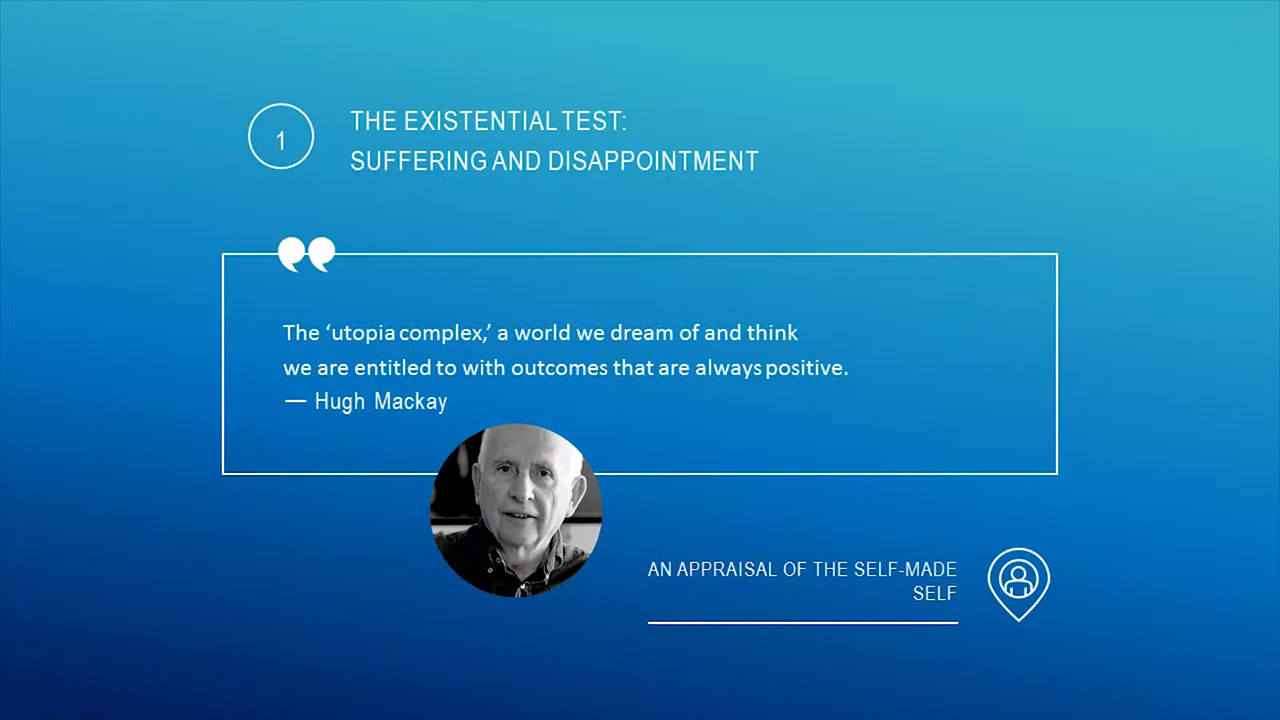 1
THE EXISTENTIAL TEST:
SUFFERING AND DISAPPOINTMENT
”
The ‘utopia complex,’ a world we dream of and think
we are entitled to with outcomes that are always positive.
— Hugh Mackay
AN APPRAISAL OF THE SELF-MADE
SELF